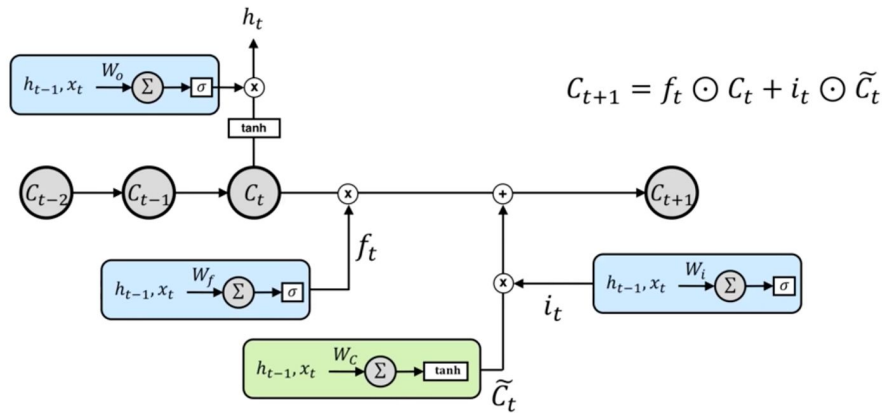 h_t
h_{t-1}, x_t W_o Σ σ x
C_{t+1} = f_t ⊙ C_t + i_t ⊙ C̃_t
tanh
C_{t-2} C_{t-1} C_t x + C_{t+1}
f_t
h_{t-1}, x_t W_f Σ σ
x
h_{t-1}, x_t W_i Σ σ
i_t
h_{t-1}, x_t W_C Σ tanh
C̃_t